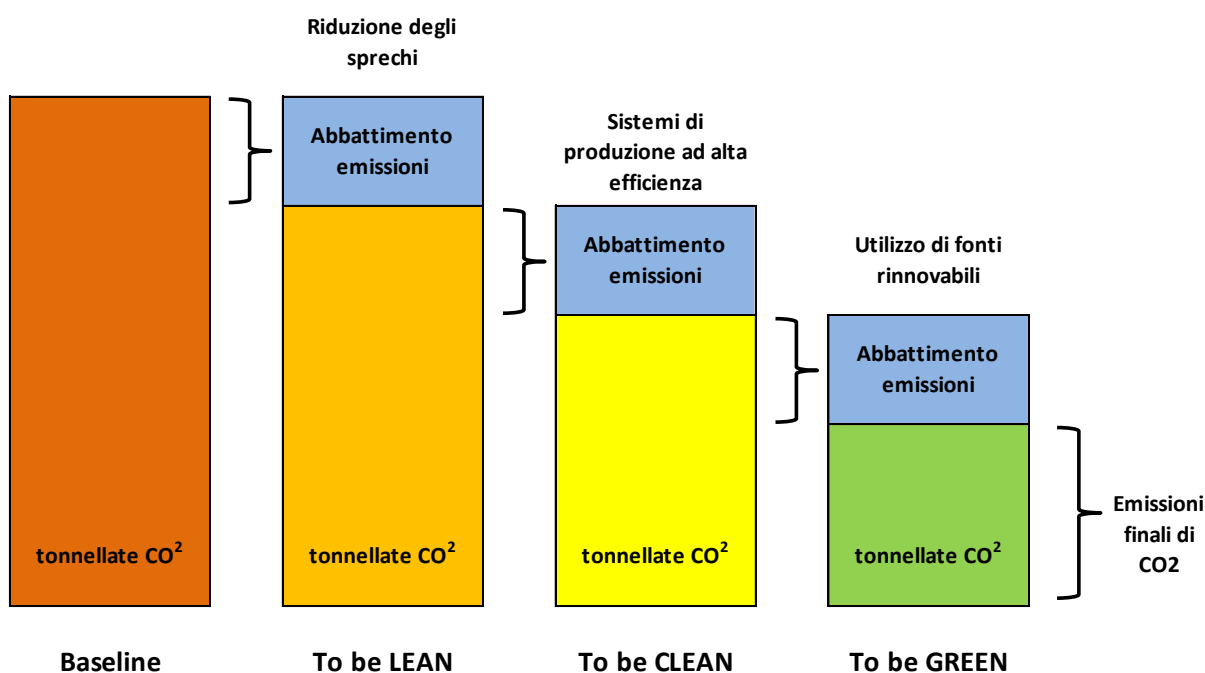 Riduzione degli
sprechi
Abbattimento
emissioni
Sistemi di
produzione ad alta
efficienza
Abbattimento
emissioni
Utilizzo di fonti
rinnovabili
Abbattimento
emissioni
tonnellate CO²
tonnellate CO²
tonnellate CO²
tonnellate CO²
Emissioni
finali di
CO2
Baseline
To be LEAN
To be CLEAN
To be GREEN